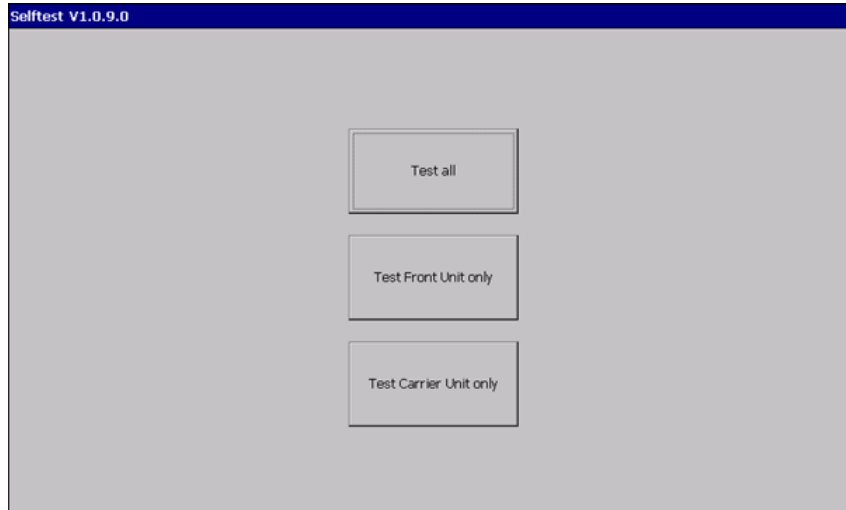 Selftest V1.0.9.0
Test all
Test Front Unit only
Test Carrier Unit only